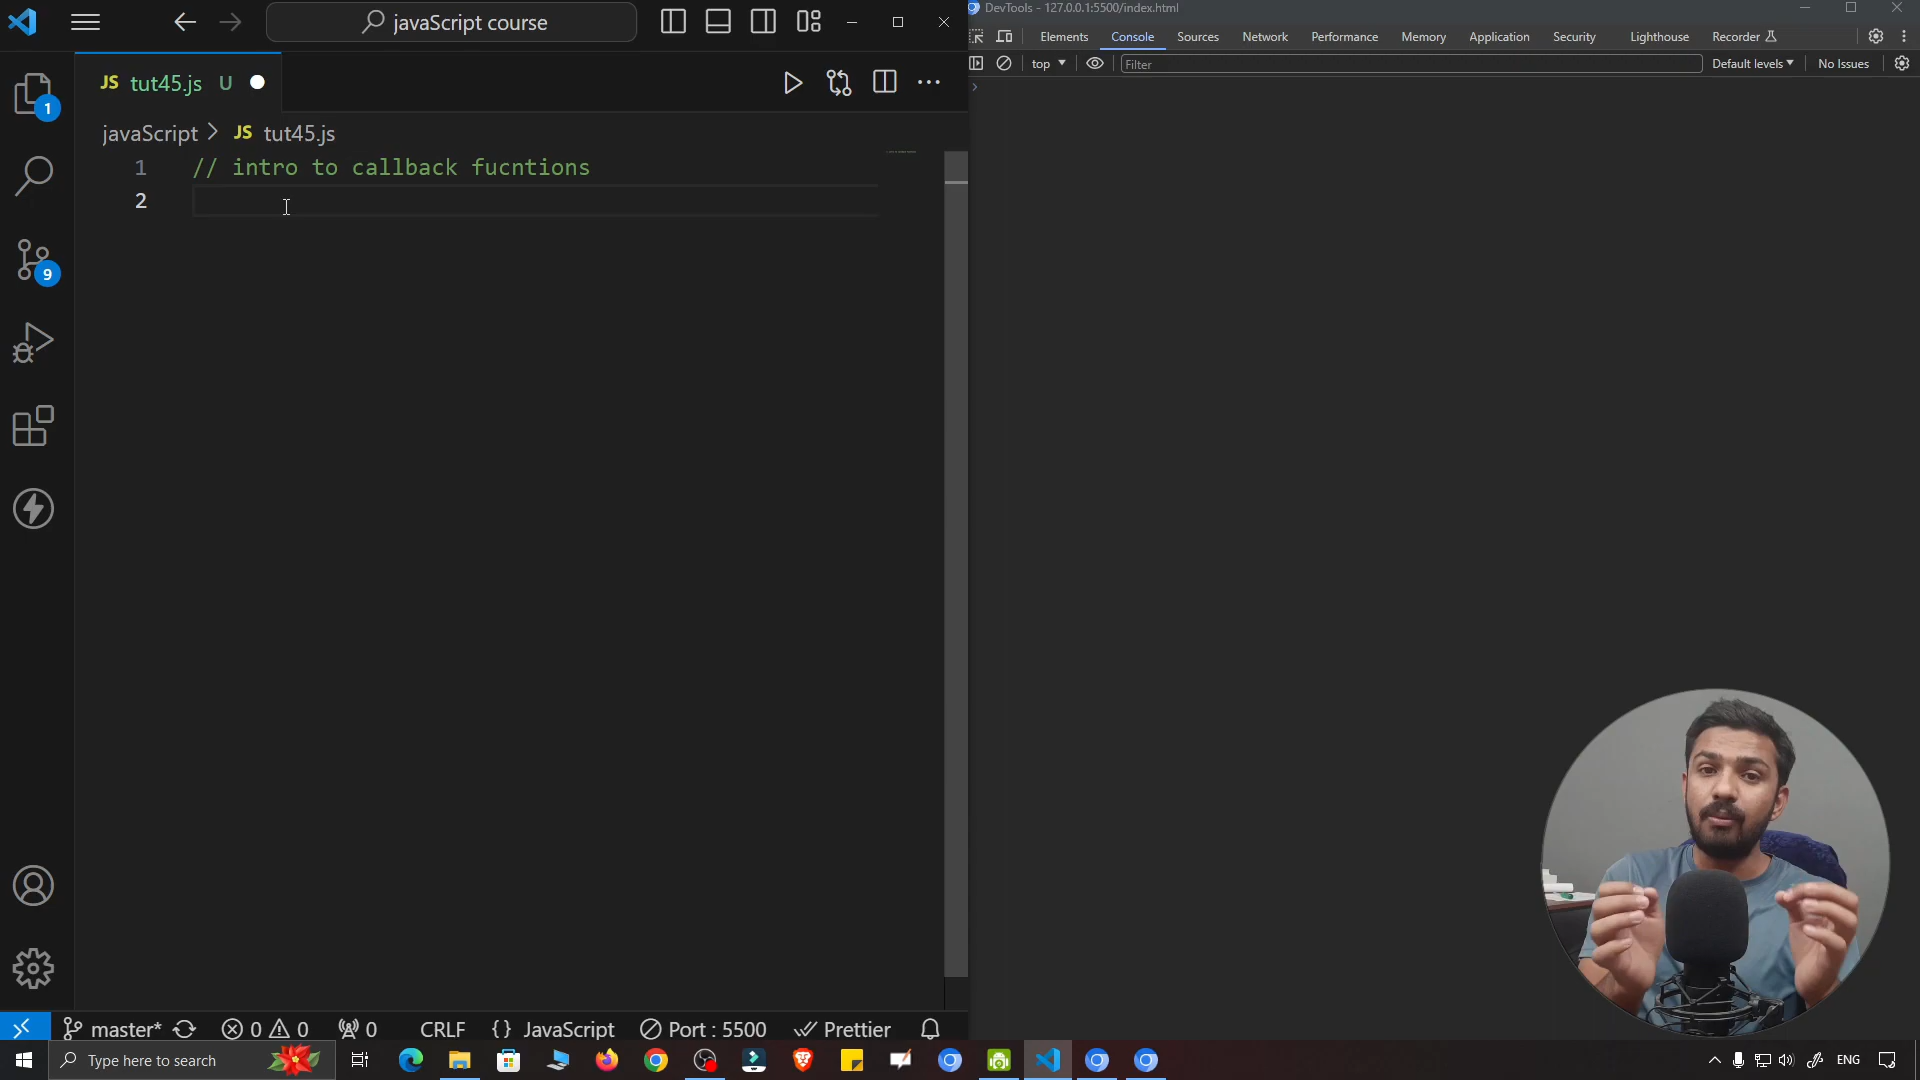 javaScript course
DevTools - 127.0.0.1:5500/index.html
Elements Console Sources Network Performance Memory Application Security Lighthouse Recorder
top Filter Default levels No Issues
JS tut45.js U
javaScript > JS tut45.js
1 // intro to callback fucntions
2
1
9
master* 0 0 0 CRLF {} JavaScript Port : 5500 Prettier
Type here to search
ENG